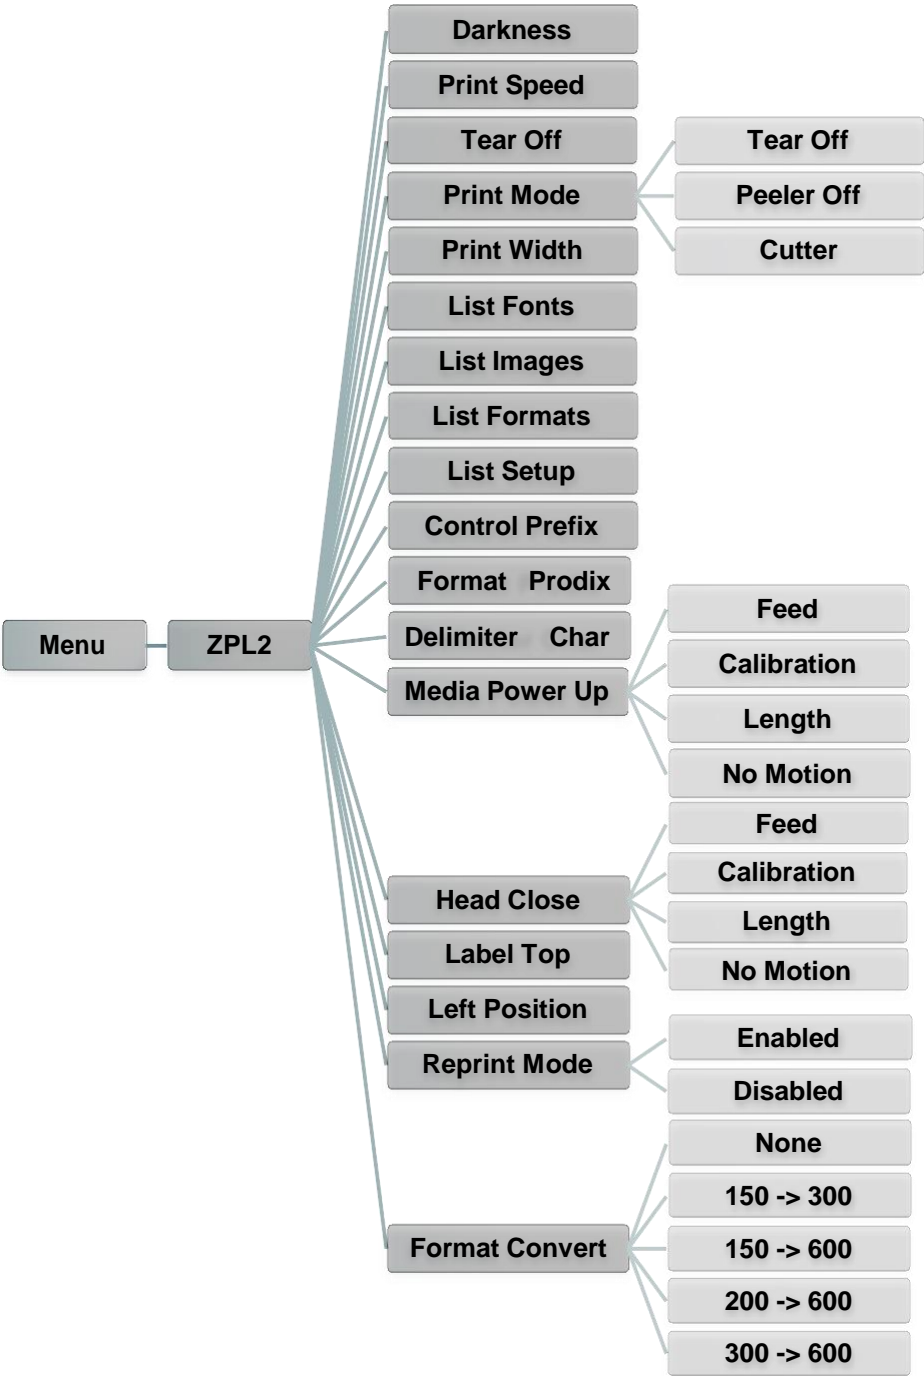 Darkness
Print Speed
Tear Off
Tear Off
Print Mode
Peeler Off
Print Width
Cutter
List Fonts
List Images
List Formats
List Setup
Control Prefix
Format Prodix
Feed
Menu
ZPL2
Delimiter Char
Calibration
Media Power Up
Length
No Motion
Feed
Calibration
Head Close
Length
Label Top
No Motion
Left Position
Enabled
Reprint Mode
Disabled
None
150 -> 300
Format Convert
150 -> 600
200 -> 600
300 -> 600